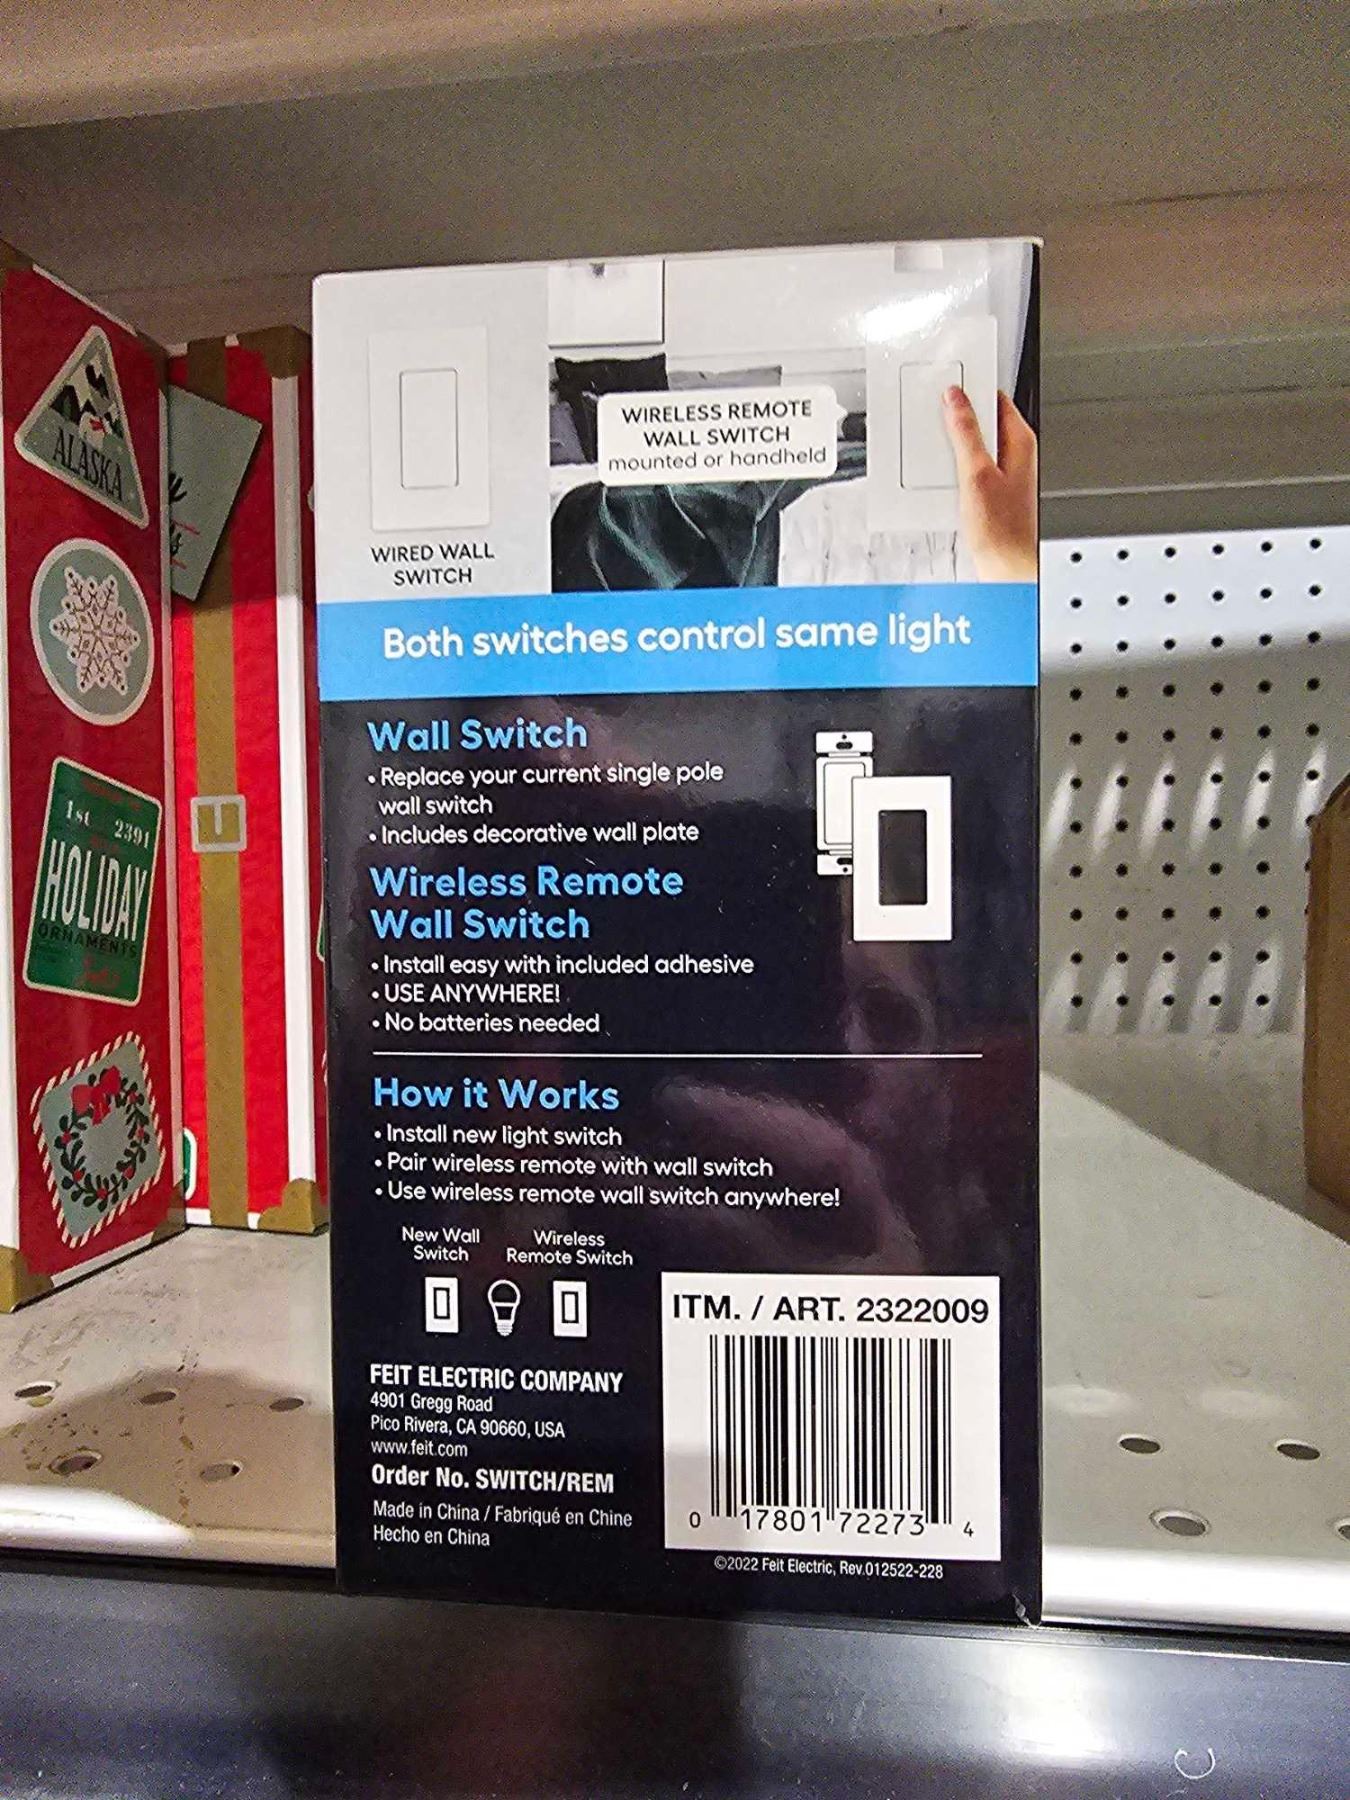 ALASKA
1st 2391
HOLIDAY
ORNAMENTS
WIRELESS REMOTE
WALL SWITCH
mounted or handheld
WIRED WALL
SWITCH
Both switches control same light
Wall Switch
• Replace your current single pole
wall switch
• Includes decorative wall plate
Wireless Remote
Wall Switch
• Install easy with included adhesive
• USE ANYWHERE!
• No batteries needed
How it Works
• Install new light switch
• Pair wireless remote with wall switch
• Use wireless remote wall switch anywhere!
New Wall
Switch
Wireless
Remote Switch
FEIT ELECTRIC COMPANY
4901 Gregg Road
Pico Rivera, CA 90660, USA
www.feit.com
Order No. SWITCH/REM
Made in China / Fabriqué en Chine
Hecho en China
ITM. / ART. 2322009
0 17801 72273 4
©2022 Feit Electric, Rev.012522-228